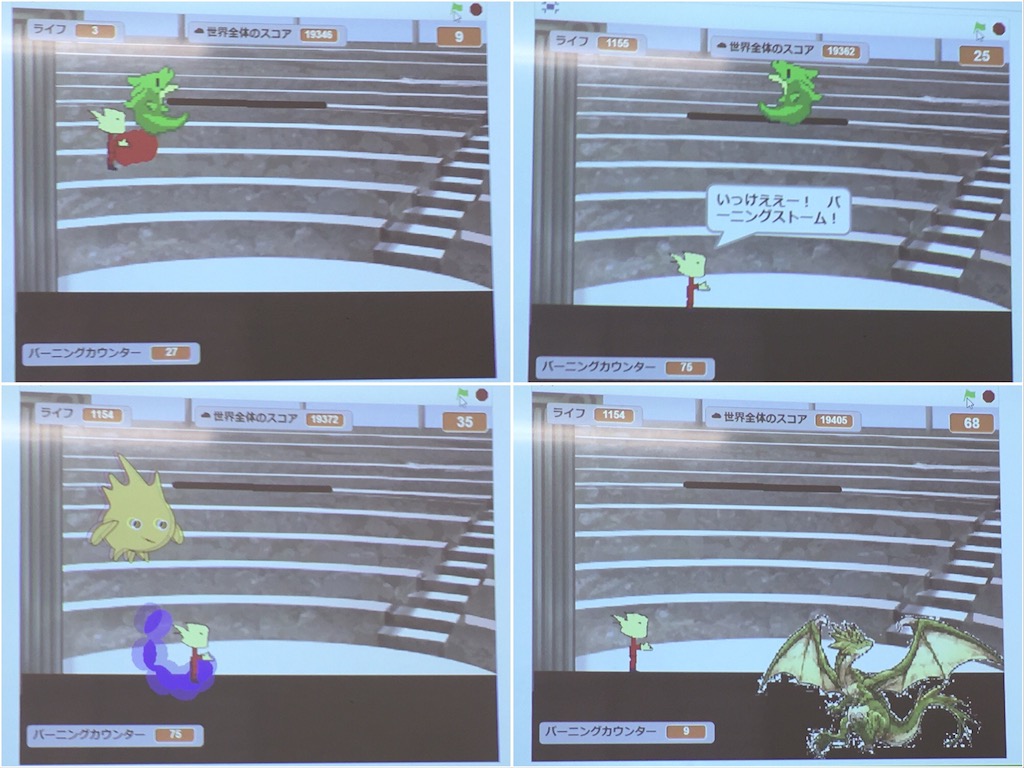 ライフ 3
世界全体のスコア 19346
9
バーニングカウンター 27
ライフ 1155
世界全体のスコア 19362
25
いっけええー！ バ
ーニングストーム！
バーニングカウンター 75
ライフ 1154
世界全体のスコア 19372
35
バーニングカウンター 75
ライフ 1154
世界全体のスコア 19405
68
バーニングカウンター 9